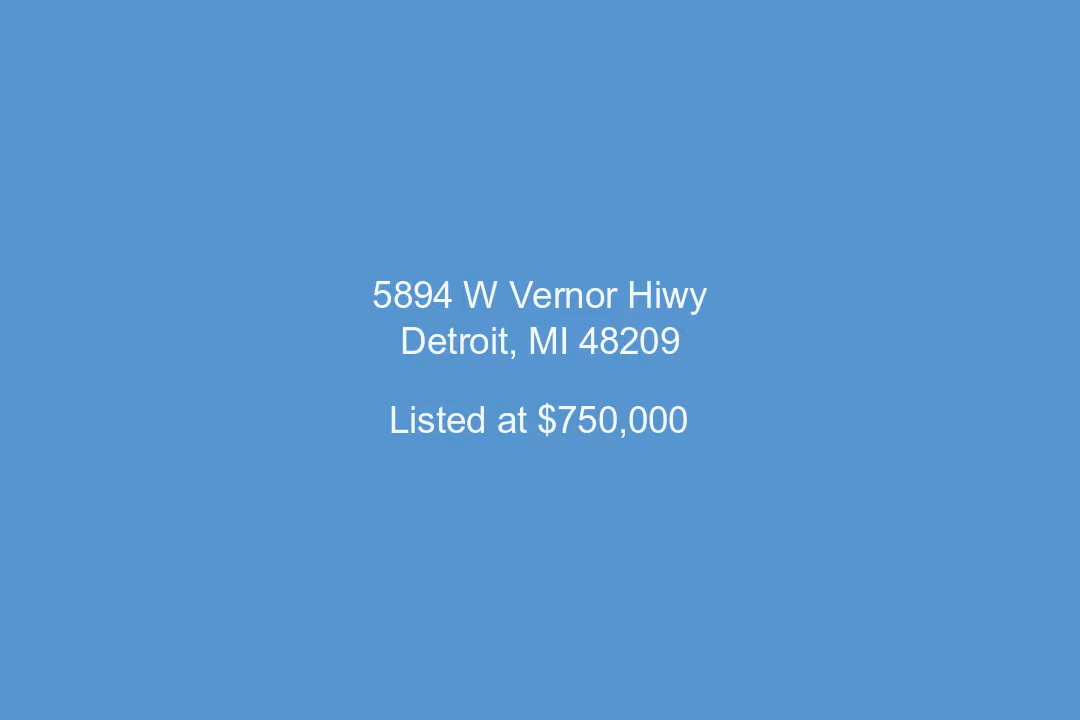 5894 W Vernor Hiwy
Detroit, MI 48209
Listed at $750,000